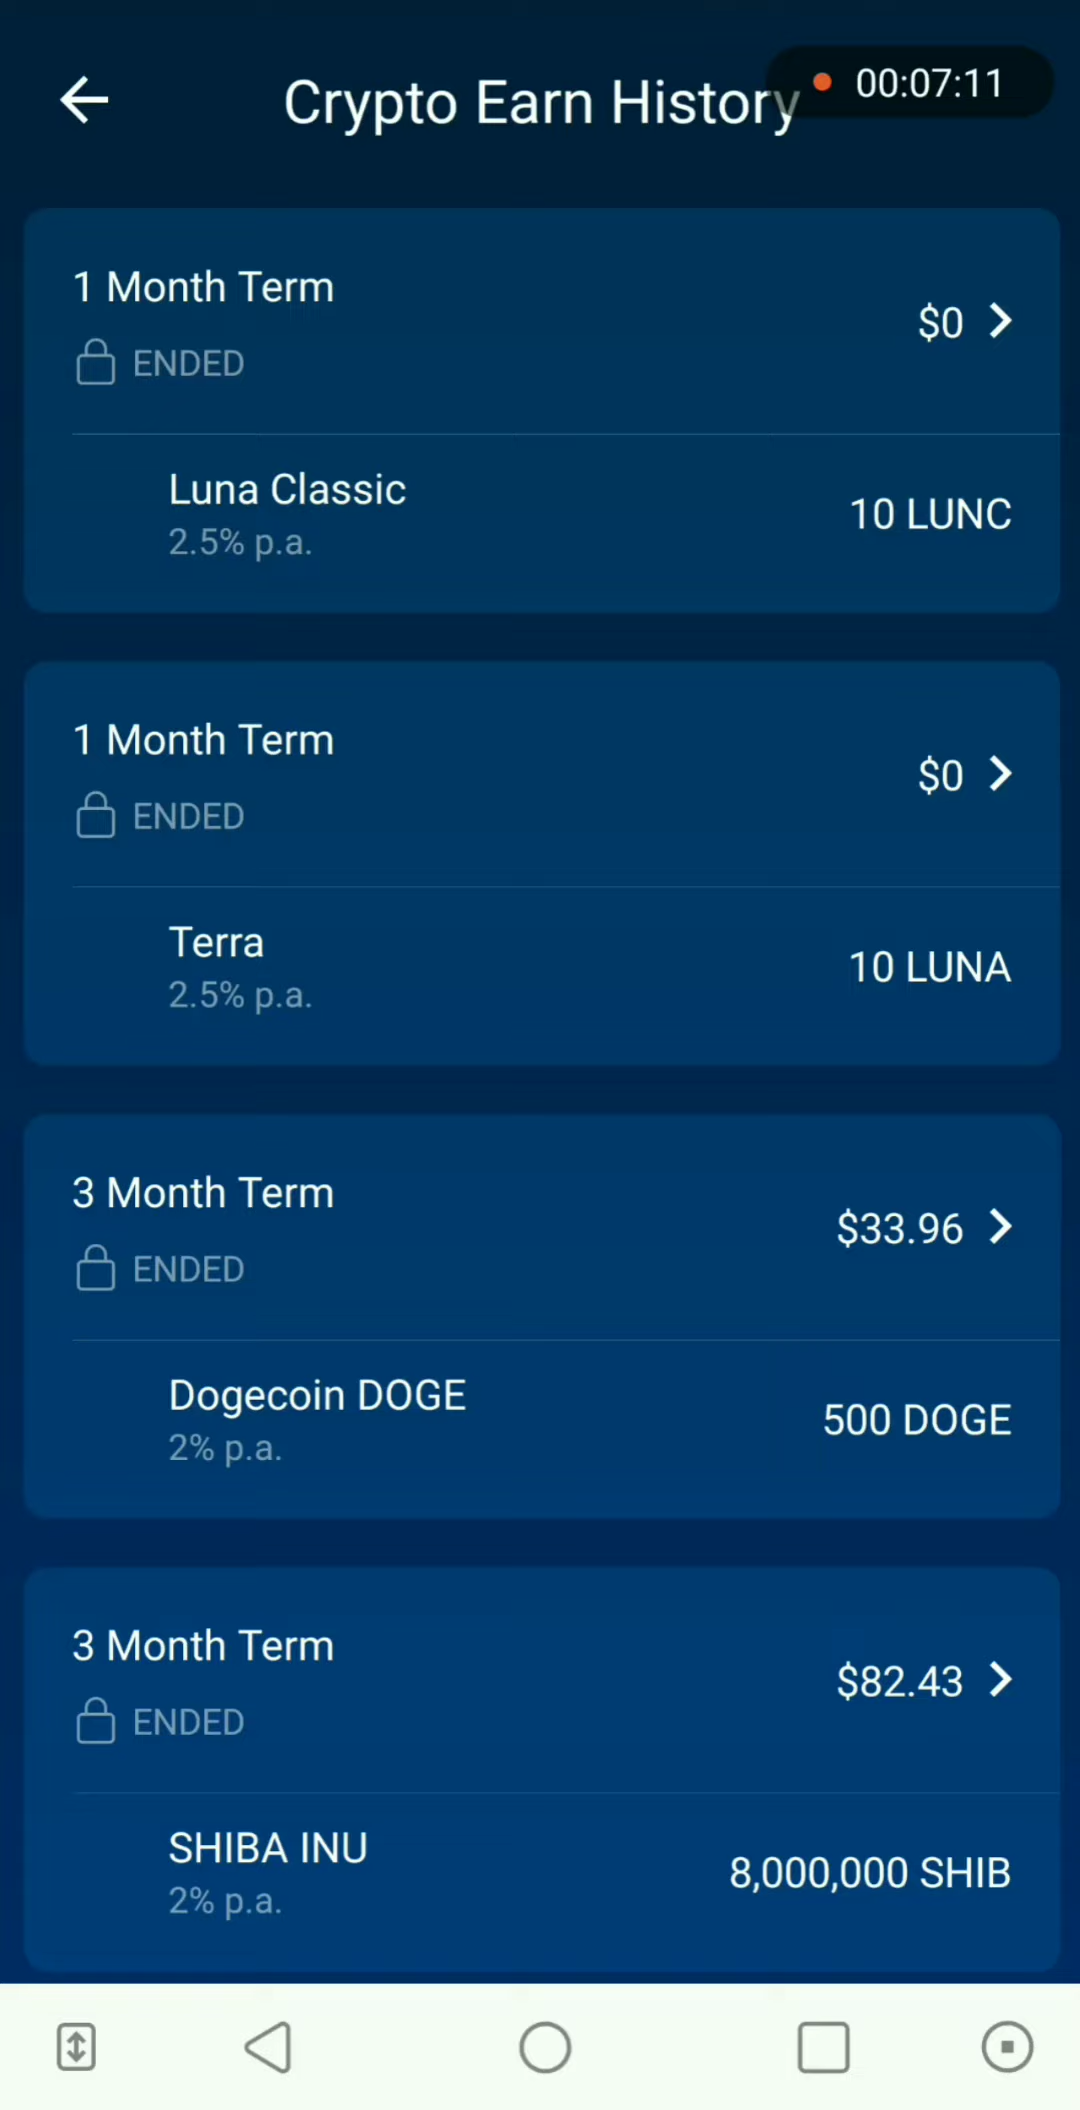 Crypto Earn History
00:07:11
1 Month Term
$0
ENDED
Luna Classic
10 LUNC
2.5% p.a.
1 Month Term
$0
ENDED
Terra
10 LUNA
2.5% p.a.
3 Month Term
$33.96
ENDED
Dogecoin DOGE
500 DOGE
2% p.a.
3 Month Term
$82.43
ENDED
SHIBA INU
8,000,000 SHIB
2% p.a.